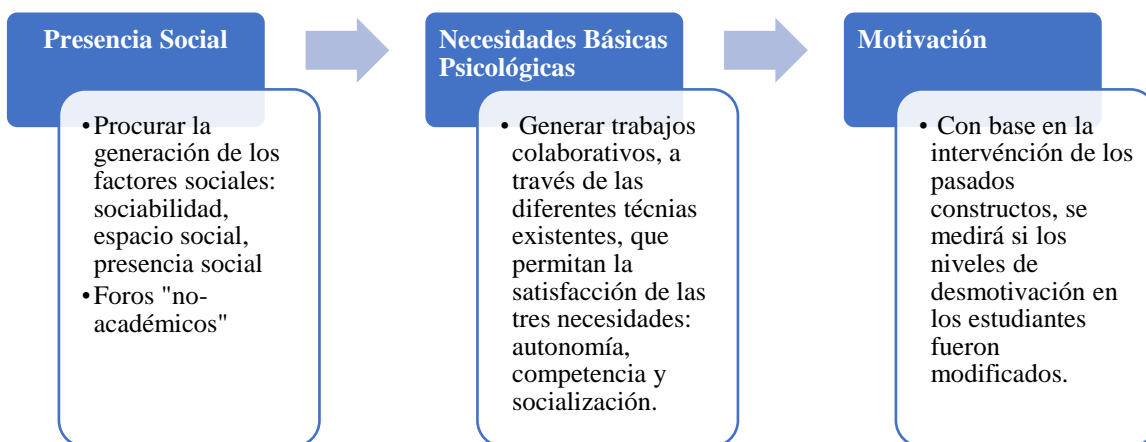 Presencia Social
•Procurar la
generación de los
factores sociales:
sociabilidad,
espacio social,
presencia social
•Foros "no-
académicos"
Necesidades Básicas
Psicológicas
• Generar trabajos
colaborativos, a
través de las
diferentes técnias
existentes, que
permitan la
satisfacción de las
tres necesidades:
autonomía,
competencia y
socialización.
Motivación
• Con base en la
intervénción de los
pasados
constructos, se
medirá si los
niveles de
desmotivación en
los estudiantes
fueron
modificados.